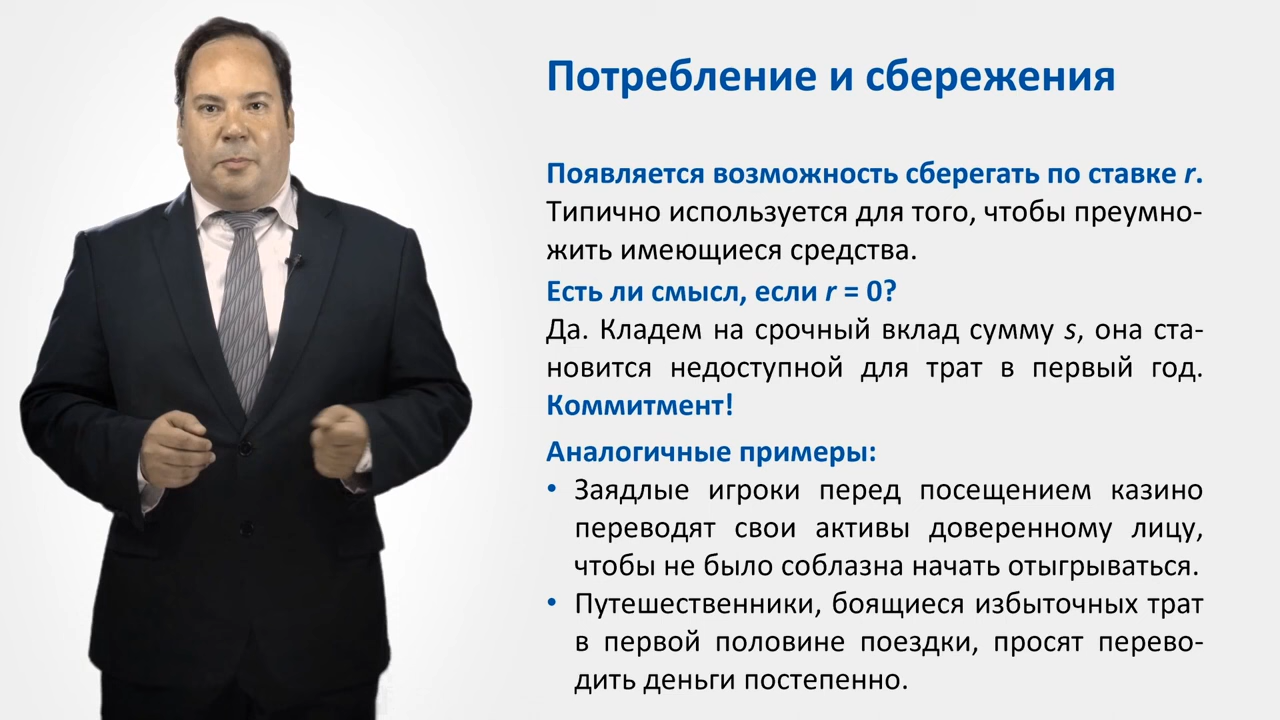 Потребление и сбережения
Появляется возможность сберегать по ставке r.
Типично используется для того, чтобы преумно-
жить имеющиеся средства.
Есть ли смысл, если r = 0?
Да. Кладем на срочный вклад сумму s, она ста-
новится недоступной для трат в первый год.
Коммитмент!
Аналогичные примеры:
• Заядлые игроки перед посещением казино
переводят свои активы доверенному лицу,
чтобы не было соблазна начать отыгрываться.
• Путешественники, боящиеся избыточных трат
в первой половине поездки, просят перево-
дить деньги постепенно.